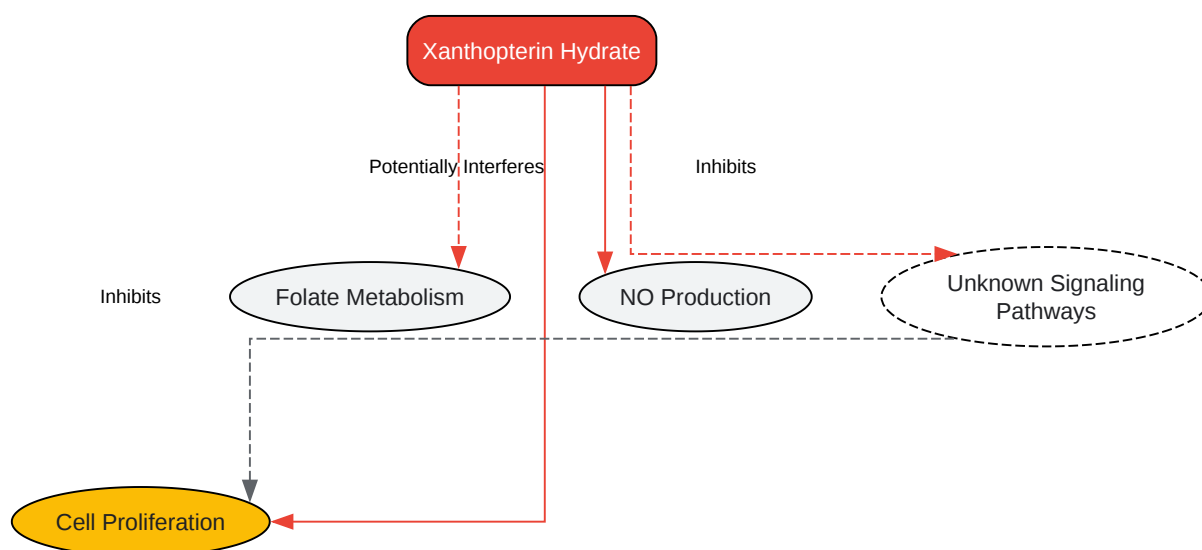 Xanthopterin Hydrate
Potentially Interferes
Inhibits
Inhibits
Folate Metabolism
NO Production
Unknown Signaling
Pathways
Cell Proliferation